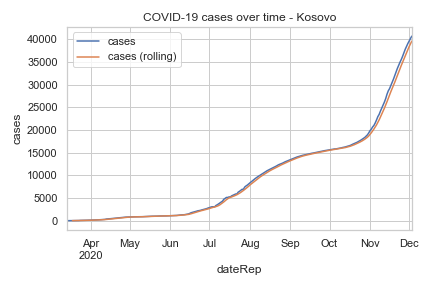 COVID-19 cases over time - Kosovo
cases
cases (rolling)
40000
35000
30000
25000
20000
15000
10000
5000
0
cases
Apr May Jun Jul Aug Sep Oct Nov Dec
2020
dateRep